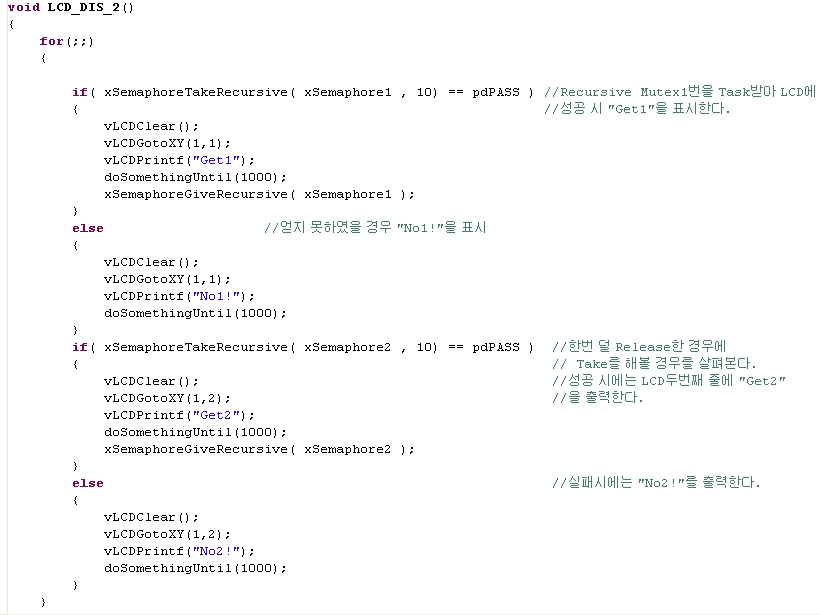 void LCD_DIS_2()
{
    for(;;)
    {

        if( xSemaphoreTakeRecursive( xSemaphore1 , 10) == pdPASS ) //Recursive Mutex1번을 Task받아 LCD에
        {                                                          //성공 시 "Get1"을 표시한다.
            vLCDClear();
            vLCDGotoXY(1,1);
            vLCDPrintf("Get1");
            doSomethingUntil(1000);
            xSemaphoreGiveRecursive( xSemaphore1 );
        }
        else                    //얻지 못하였을 경우 "No1!"을 표시
        {
            vLCDClear();
            vLCDGotoXY(1,1);
            vLCDPrintf("No1!");
            doSomethingUntil(1000);
        }
        if( xSemaphoreTakeRecursive( xSemaphore2 , 10) == pdPASS )  //한번 덜 Release한 경우에
        {                                                           // Take를 해볼 경우를 살펴본다.
            vLCDClear();                                            //성공 시에는 LCD두번째 줄에 "Get2"
            vLCDGotoXY(1,2);                                        //을 출력한다.
            vLCDPrintf("Get2");
            doSomethingUntil(1000);
            xSemaphoreGiveRecursive( xSemaphore2 );
        }
        else                                                        //실패시에는 "No2!"를 출력한다.
        {
            vLCDClear();
            vLCDGotoXY(1,2);
            vLCDPrintf("No2!");
            doSomethingUntil(1000);
        }
    }